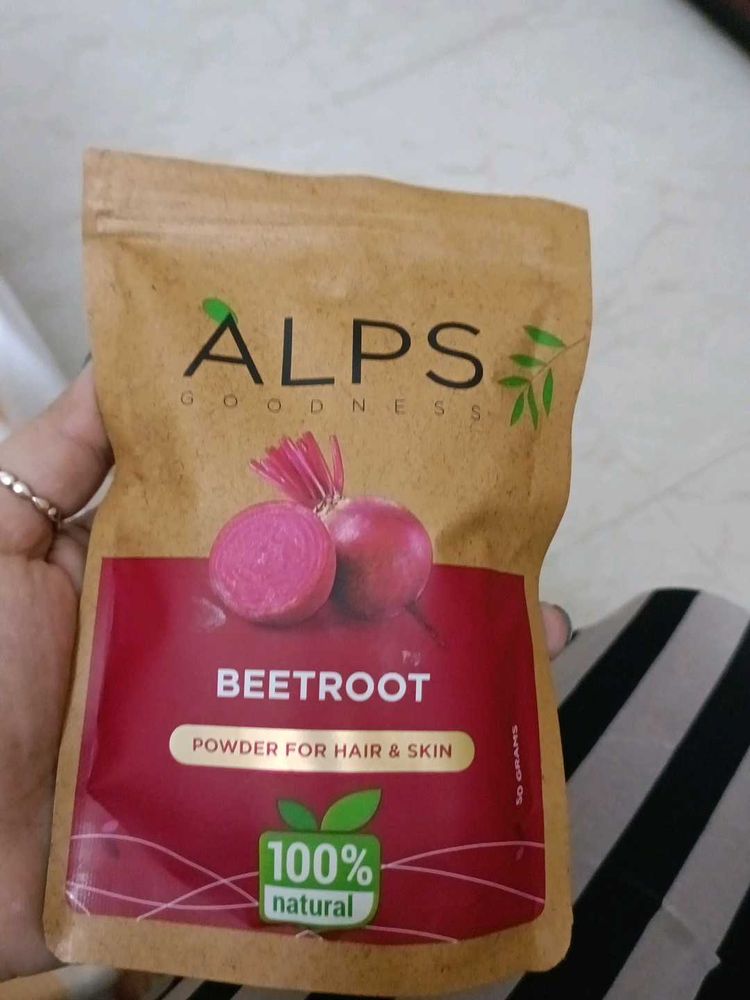 ALPS
GOODNESS
BEETROOT
POWDER FOR HAIR & SKIN
50 GRAMS
100%
natural